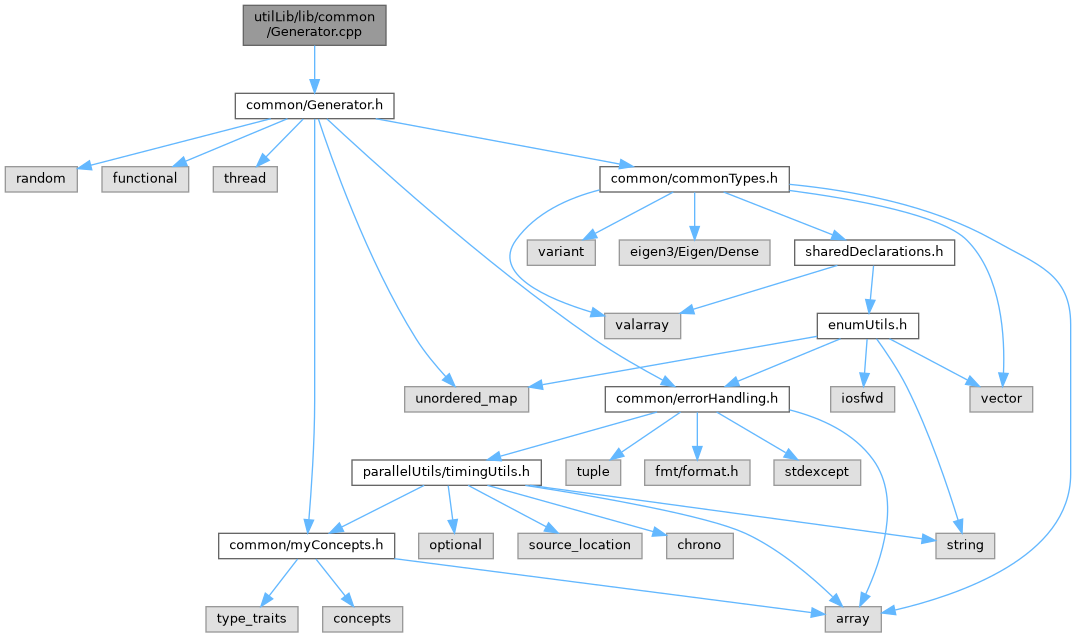 utilLib/lib/common
/Generator.cpp
common/Generator.h
random
functional
thread
common/commonTypes.h
variant
eigen3/Eigen/Dense
sharedDeclarations.h
valarray
enumUtils.h
unordered_map
common/errorHandling.h
iosfwd
vector
parallelUtils/timingUtils.h
tuple
fmt/format.h
stdexcept
common/myConcepts.h
optional
source_location
chrono
string
type_traits
concepts
array